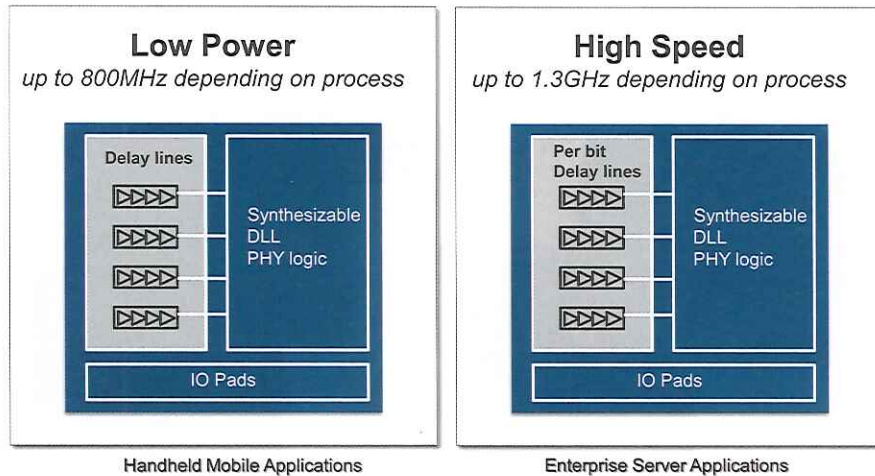 Low Power
up to 800MHz depending on process
Delay lines
Synthesizable
DLL
PHY logic
IO Pads
Handheld Mobile Applications
High Speed
up to 1.3GHz depending on process
Per bit
Delay lines
Synthesizable
DLL
PHY logic
IO Pads
Enterprise Server Applications